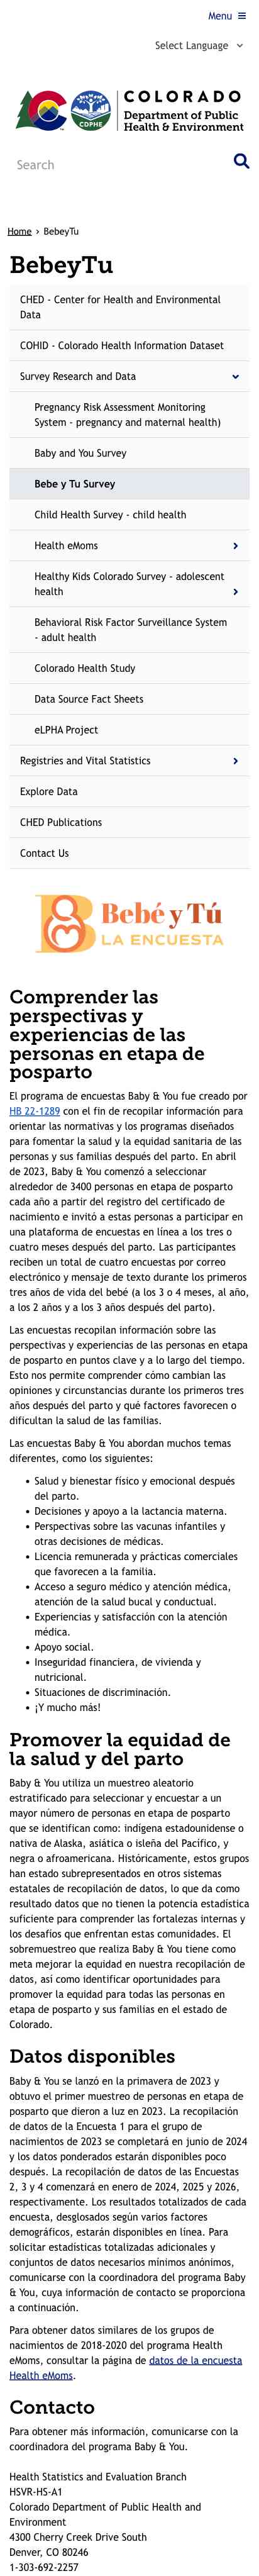 Menu
Select Language
COLORADO
Department of Public
Health & Environment
CDPHE
Search
Home › BebeyTu
BebeyTu
CHED - Center for Health and Environmental
Data
COHID - Colorado Health Information Dataset
Survey Research and Data
Pregnancy Risk Assessment Monitoring
System - pregnancy and maternal health)
Baby and You Survey
Bebe y Tu Survey
Child Health Survey - child health
Health eMoms
Healthy Kids Colorado Survey - adolescent
health
Behavioral Risk Factor Surveillance System
- adult health
Colorado Health Study
Data Source Fact Sheets
eLPHA Project
Registries and Vital Statistics
Explore Data
CHED Publications
Contact Us
Bebé y Tú
LA ENCUESTA
Comprender las
perspectivas y
experiencias de las
personas en etapa de
posparto
El programa de encuestas Baby & You fue creado por
HB 22-1289 con el fin de recopilar información para
orientar las normativas y los programas diseñados
para fomentar la salud y la equidad sanitaria de las
personas y sus familias después del parto. En abril
de 2023, Baby & You comenzó a seleccionar
alrededor de 3400 personas en etapa de posparto
cada año a partir del registro del certificado de
nacimiento e invitó a estas personas a participar en
una plataforma de encuestas en línea a los tres o
cuatro meses después del parto. Las participantes
reciben un total de cuatro encuestas por correo
electrónico y mensaje de texto durante los primeros
tres años de vida del bebé (a los 3 o 4 meses, al año,
a los 2 años y a los 3 años después del parto).
Las encuestas recopilan información sobre las
perspectivas y experiencias de las personas en etapa
de posparto en puntos clave y a lo largo del tiempo.
Esto nos permite comprender cómo cambian las
opiniones y circunstancias durante los primeros tres
años después del parto y qué factores favorecen o
dificultan la salud de las familias.
Las encuestas Baby & You abordan muchos temas
diferentes, como los siguientes:
• Salud y bienestar físico y emocional después
del parto.
• Decisiones y apoyo a la lactancia materna.
• Perspectivas sobre las vacunas infantiles y
otras decisiones de médicas.
• Licencia remunerada y prácticas comerciales
que favorecen a la familia.
• Acceso a seguro médico y atención médica,
atención de la salud bucal y conductual.
• Experiencias y satisfacción con la atención
médica.
• Apoyo social.
• Inseguridad financiera, de vivienda y
nutricional.
• Situaciones de discriminación.
• ¡Y mucho más!
Promover la equidad de
la salud y del parto
Baby & You utiliza un muestreo aleatorio
estratificado para seleccionar y encuestar a un
mayor número de personas en etapa de posparto
que se identifican como: indígena estadounidense o
nativa de Alaska, asiática o isleña del Pacífico, y
negra o afroamericana. Históricamente, estos grupos
han estado subrepresentados en otros sistemas
estatales de recopilación de datos, lo que da como
resultado datos que no tienen la potencia estadística
suficiente para comprender las fortalezas internas y
los desafíos que enfrentan estas comunidades. El
sobremuestreo que realiza Baby & You tiene como
meta mejorar la equidad en nuestra recopilación de
datos, así como identificar oportunidades para
promover la equidad para todas las personas en
etapa de posparto y sus familias en el estado de
Colorado.
Datos disponibles
Baby & You se lanzó en la primavera de 2023 y
obtuvo el primer muestreo de personas en etapa de
posparto que dieron a luz en 2023. La recopilación
de datos de la Encuesta 1 para el grupo de
nacimientos de 2023 se completará en junio de 2024
y los datos ponderados estarán disponibles poco
después. La recopilación de datos de las Encuestas
2, 3 y 4 comenzará en enero de 2024, 2025 y 2026,
respectivamente. Los resultados totalizados de cada
encuesta, desglosados según varios factores
demográficos, estarán disponibles en línea. Para
solicitar estadísticas totalizadas adicionales y
conjuntos de datos necesarios mínimos anónimos,
comunicarse con la coordinadora del programa Baby
& You, cuya información de contacto se proporciona
a continuación.
Para obtener datos similares de los grupos de
nacimientos de 2018-2020 del programa Health
eMoms, consultar la página de datos de la encuesta
Health eMoms.
Contacto
Para obtener más información, comunicarse con la
coordinadora del programa Baby & You.
Health Statistics and Evaluation Branch
HSVR-HS-A1
Colorado Department of Public Health and
Environment
4300 Cherry Creek Drive South
Denver, CO 80246
1-303-692-2257